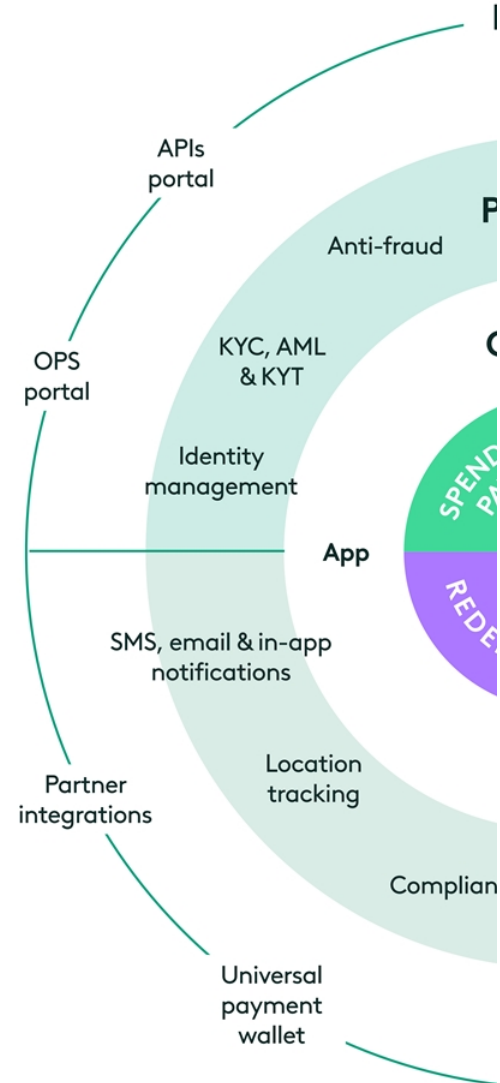 APIs
portal
Anti-fraud
KYC, AML
& KYT
OPS
portal
Identity
management
App
SMS, email & in-app
notifications
Location
tracking
Partner
integrations
Universal
payment
wallet